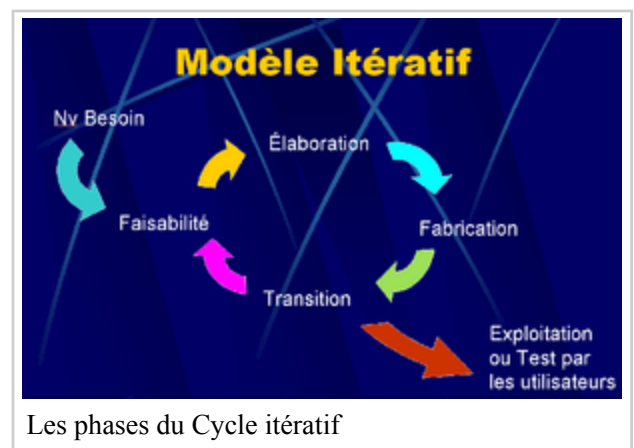 Modèle Itératif
Nv Besoin
Élaboration
Faisabilité
Fabrication
Transition
Exploitation
ou Test par
les utilisateurs
Les phases du Cycle itératif